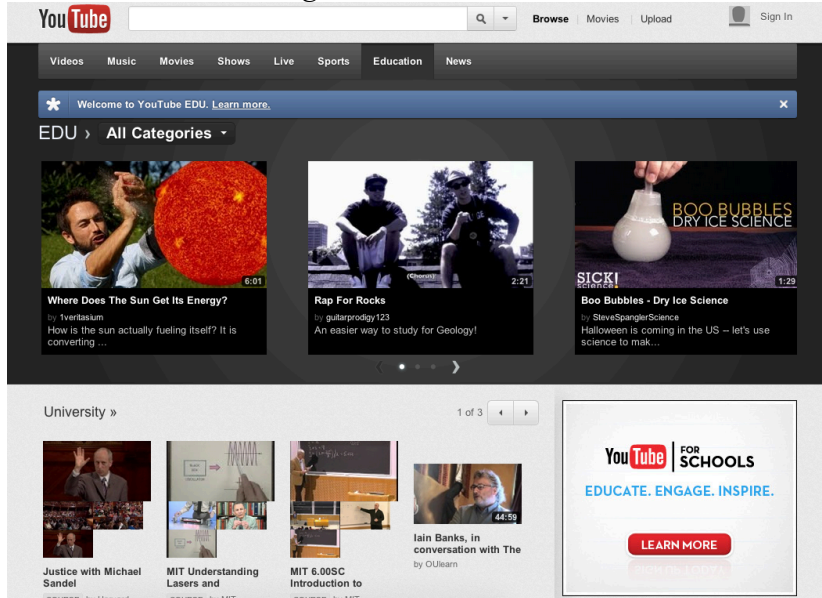 YouTube
Browse | Movies | Upload
Sign In
Videos Music Movies Shows Live Sports Education News
Welcome to YouTube EDU. Learn more.
EDU › All Categories
6:01
(Chorus)
2:21
BOO BUBBLES
DRY ICE SCIENCE
SICK!
science
1:29
Where Does The Sun Get Its Energy?
by 1veritasium
How is the sun actually fueling itself? It is
converting ...
Rap For Rocks
by guitarprodigy123
An easier way to study for Geology!
Boo Bubbles - Dry Ice Science
by SteveSpanglerScience
Halloween is coming in the US -- let's use
science to mak...
University »
1 of 3
44:59
Justice with Michael
Sandel
MIT Understanding
Lasers and
MIT 6.00SC
Introduction to
Iain Banks, in
conversation with The
by OUlearn
YouTube | FOR
SCHOOLS
EDUCATE. ENGAGE. INSPIRE.
LEARN MORE